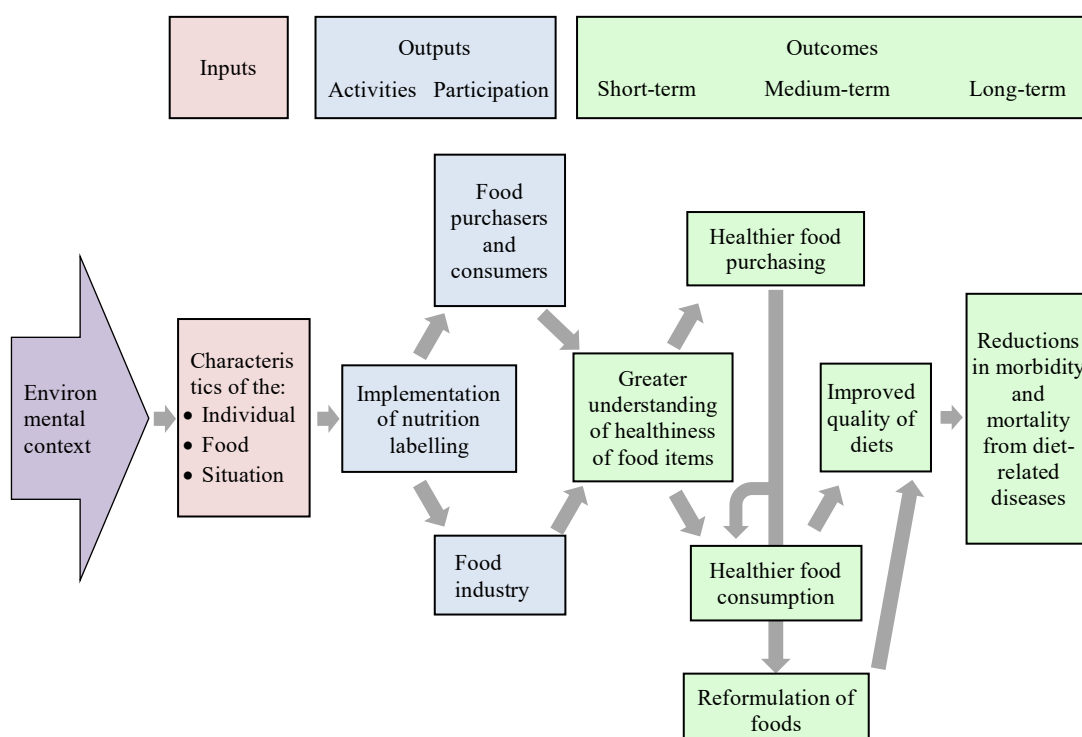 Inputs
Outputs
Activities Participation
Outcomes
Short-term Medium-term Long-term
Food
purchasers
and
consumers
Healthier food
purchasing
Environ
mental
context
Characteris
tics of the:
• Individual
• Food
• Situation
Implementation
of nutrition
labelling
Greater
understanding
of healthiness
of food items
Improved
quality of
diets
Reductions
in morbidity
and
mortality
from diet-
related
diseases
Food
industry
Healthier food
consumption
Reformulation of
foods